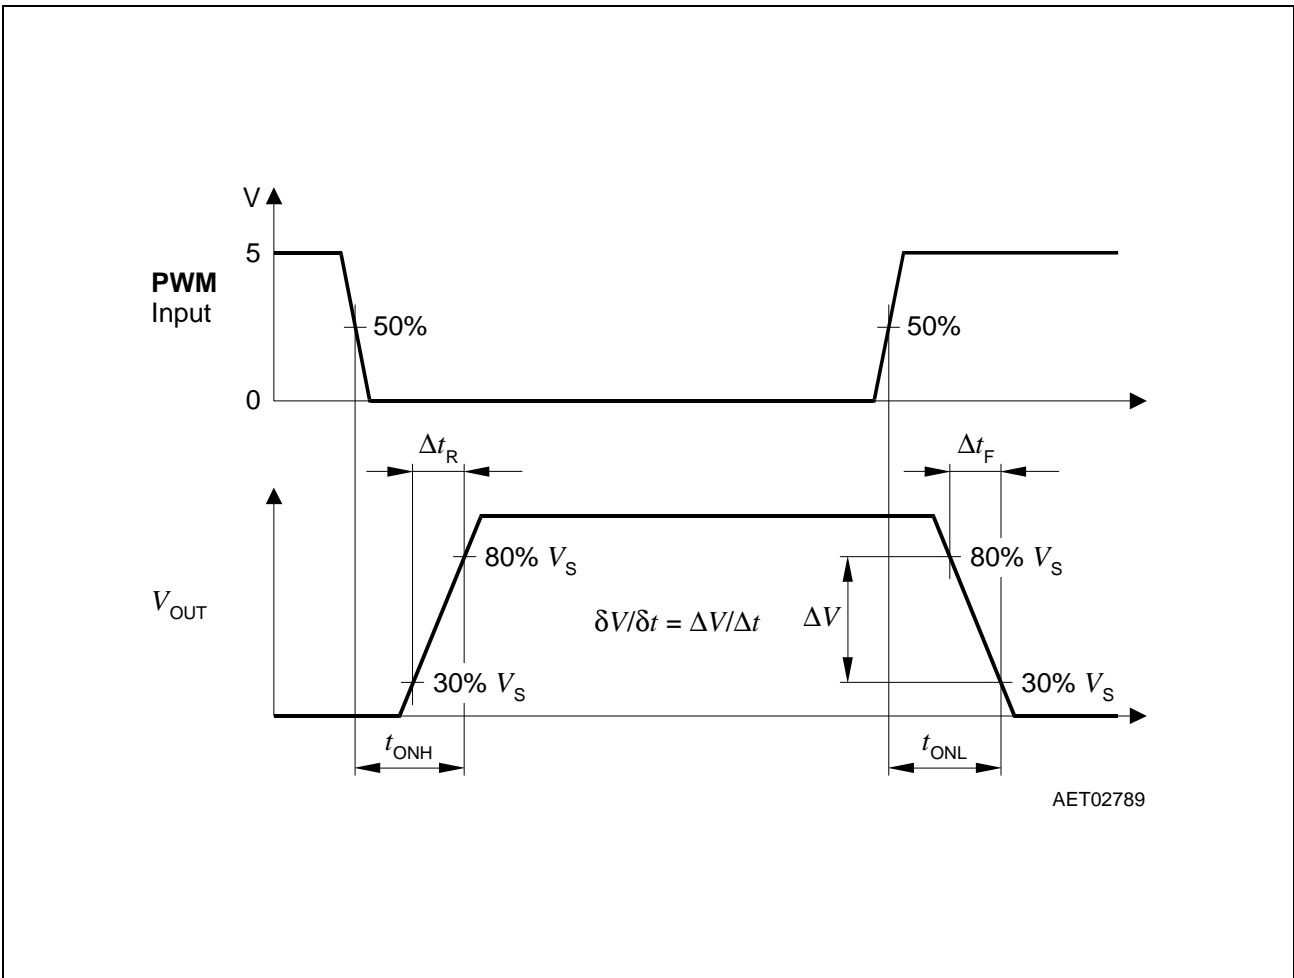 V
5
PWM
Input
50%
50%
0
Δt_R
Δt_F
80% V_S
80% V_S
V_OUT
δV/δt = ΔV/Δt
ΔV
30% V_S
30% V_S
t_ONH
t_ONL
AET02789